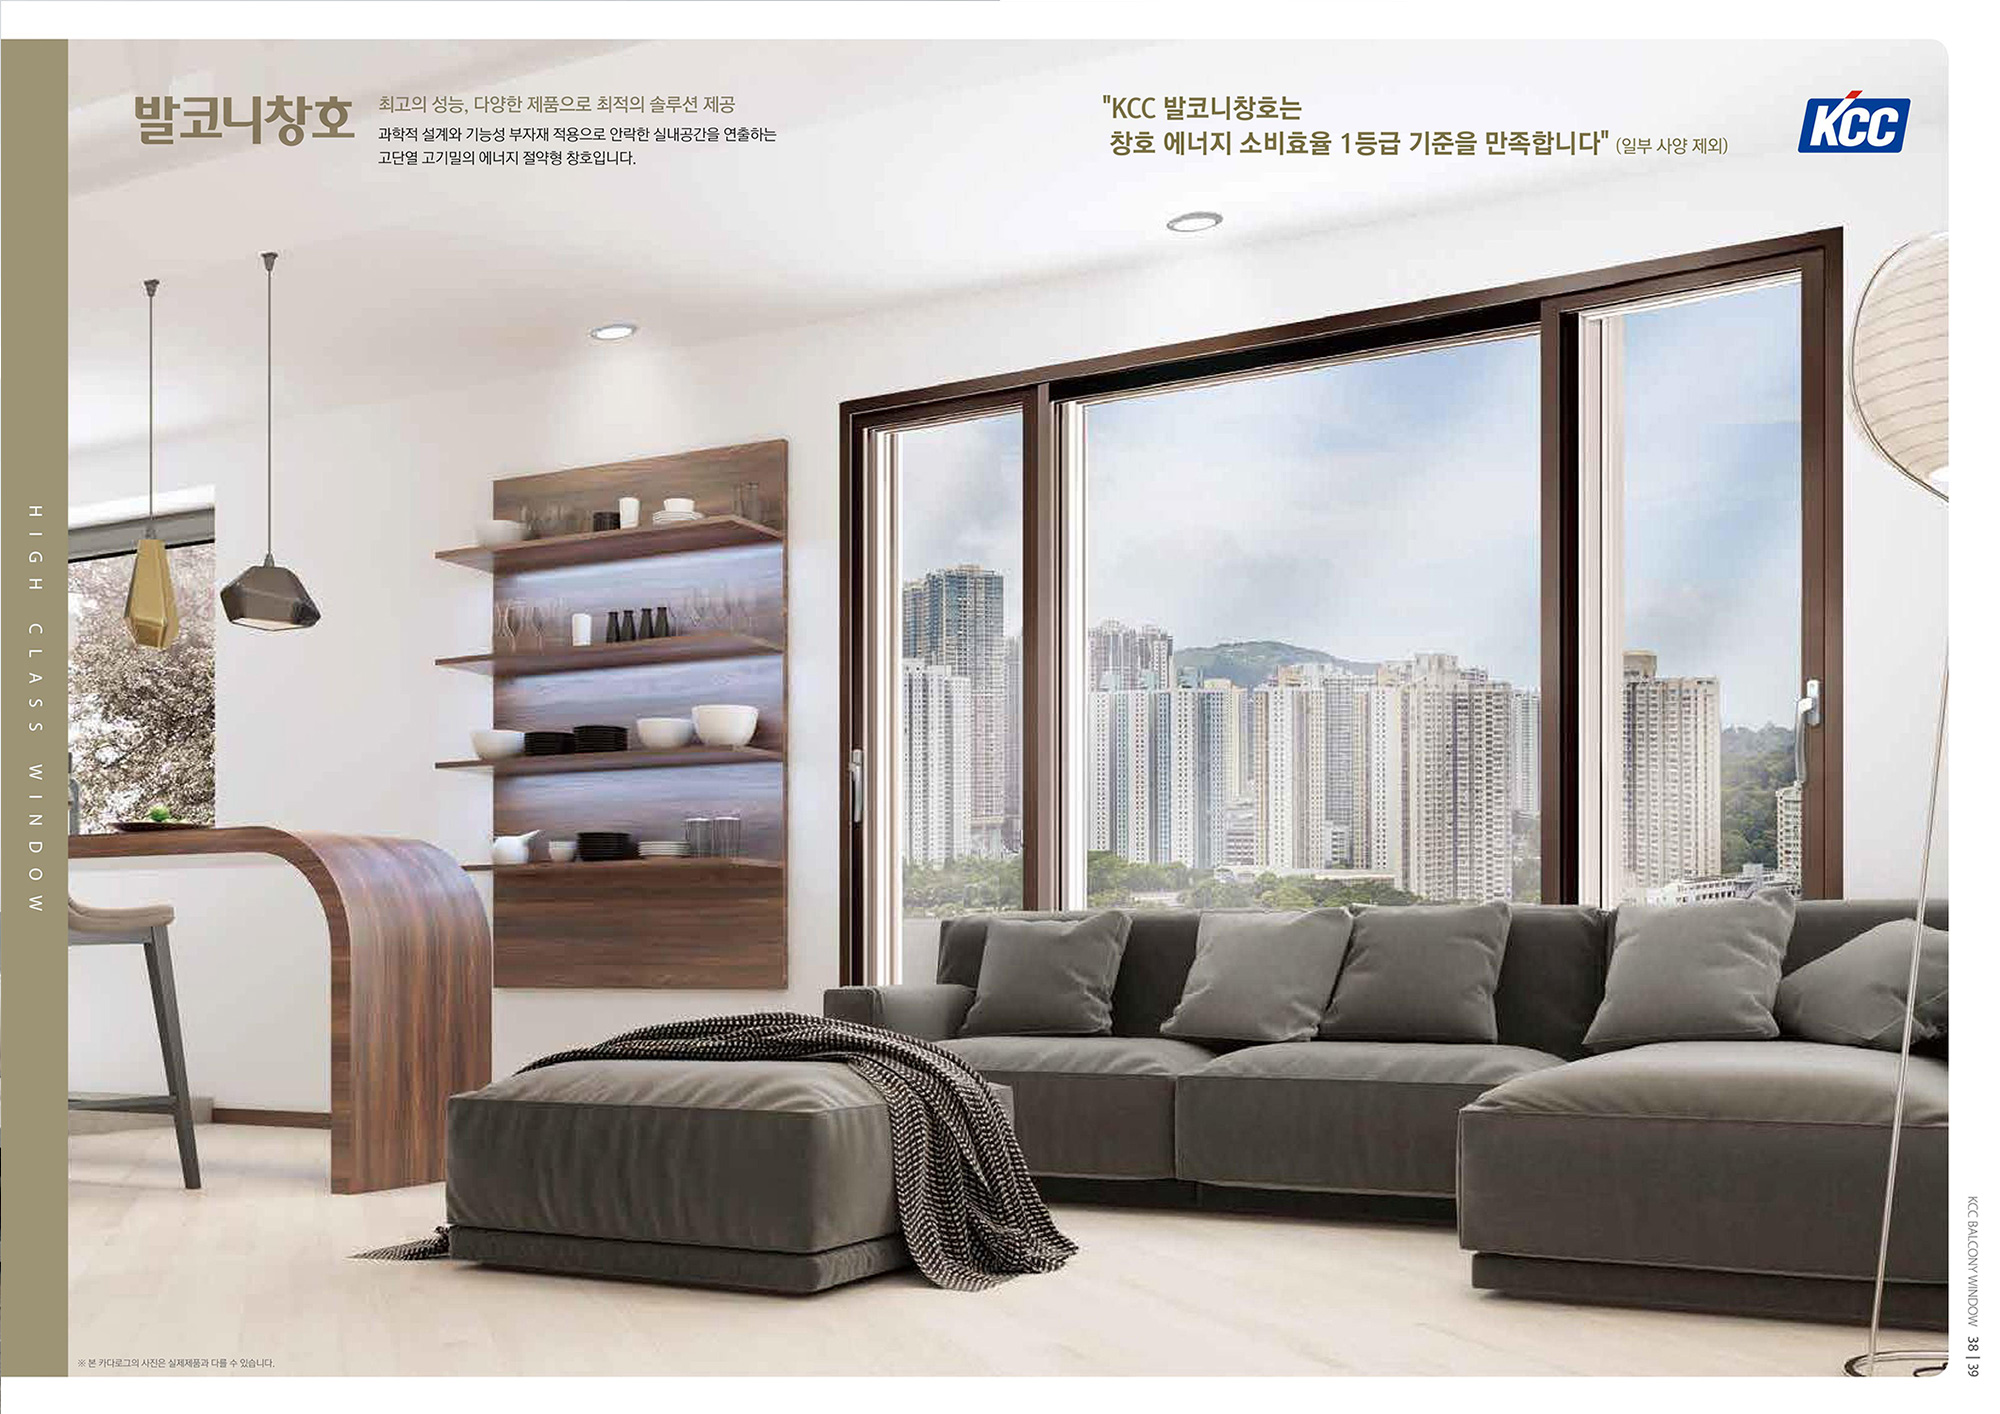 발코니창호
최고의 성능, 다양한 제품으로 최적의 솔루션 제공
과학적 설계와 기능성 부자재 적용으로 안락한 실내공간을 연출하는
고단열 고기밀의 에너지 절약형 창호입니다.
"KCC 발코니창호는
창호 에너지 소비효율 1등급 기준을 만족합니다" (일부 사양 제외)
KCC
HIGH CLASS WINDOW
※ 본 카다로그의 사진은 실제제품과 다를 수 있습니다.
KCC BALCONY WINDOW 38 | 39